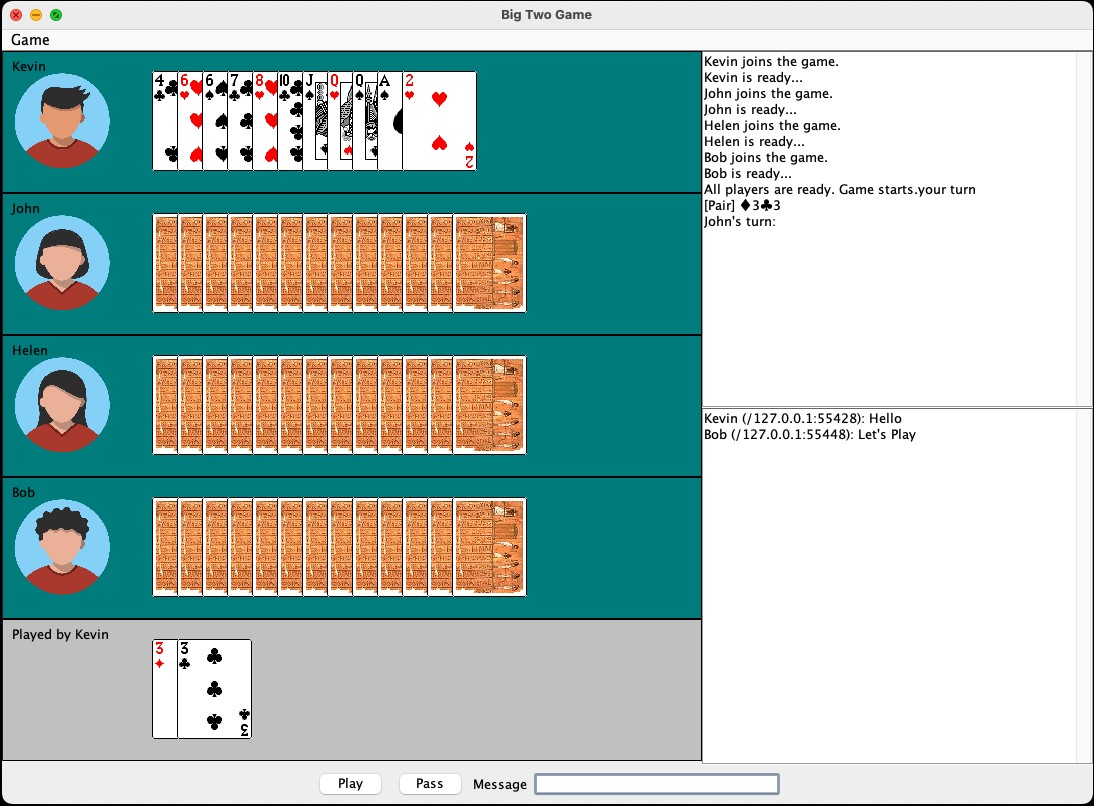 Big Two Game
Game
Kevin
4 6 6 7 8 10 J Q Q A 2
2
John
Helen
Bob
Played by Kevin
3 3
3
Kevin joins the game.
Kevin is ready...
John joins the game.
John is ready...
Helen joins the game.
Helen is ready...
Bob joins the game.
Bob is ready...
All players are ready. Game starts.your turn
[Pair] ♦3♣3
John's turn:
Kevin (/127.0.0.1:55428): Hello
Bob (/127.0.0.1:55448): Let's Play
Play
Pass
Message